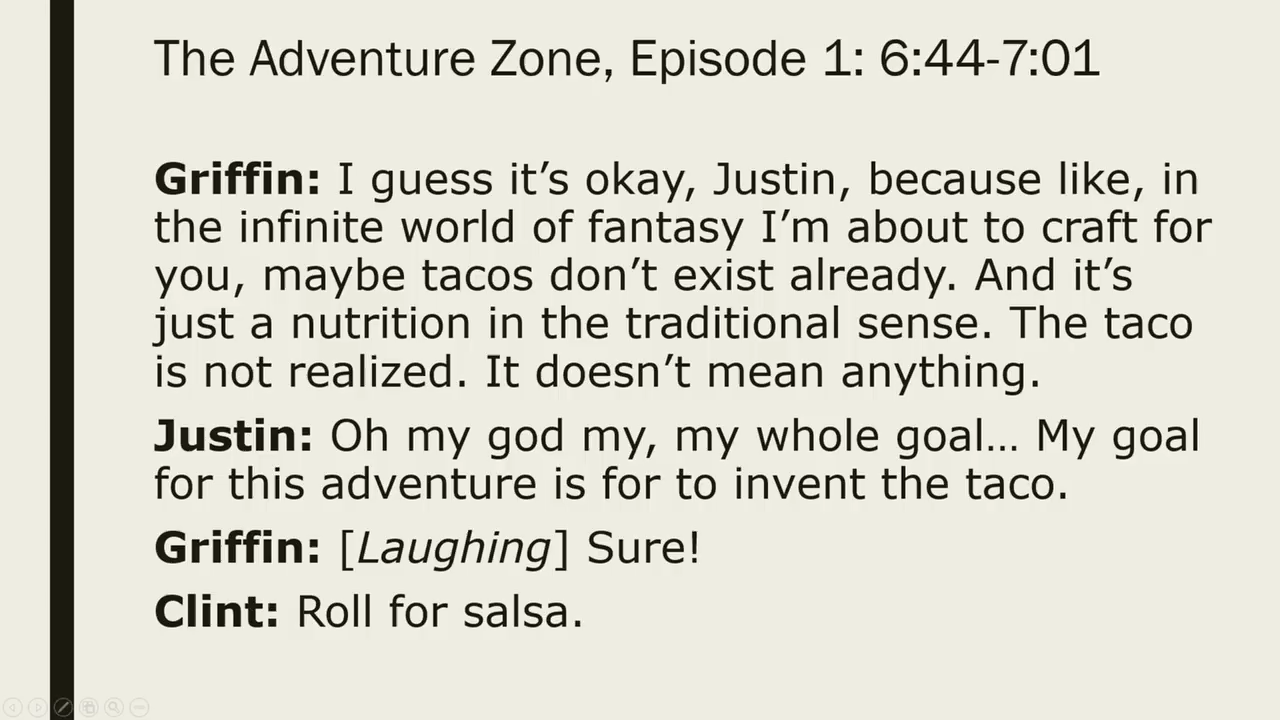 The Adventure Zone, Episode 1: 6:44-7:01
Griffin: I guess it’s okay, Justin, because like, in
the infinite world of fantasy I’m about to craft for
you, maybe tacos don’t exist already. And it’s
just a nutrition in the traditional sense. The taco
is not realized. It doesn’t mean anything.
Justin: Oh my god my, my whole goal… My goal
for this adventure is for to invent the taco.
Griffin: [Laughing] Sure!
Clint: Roll for salsa.